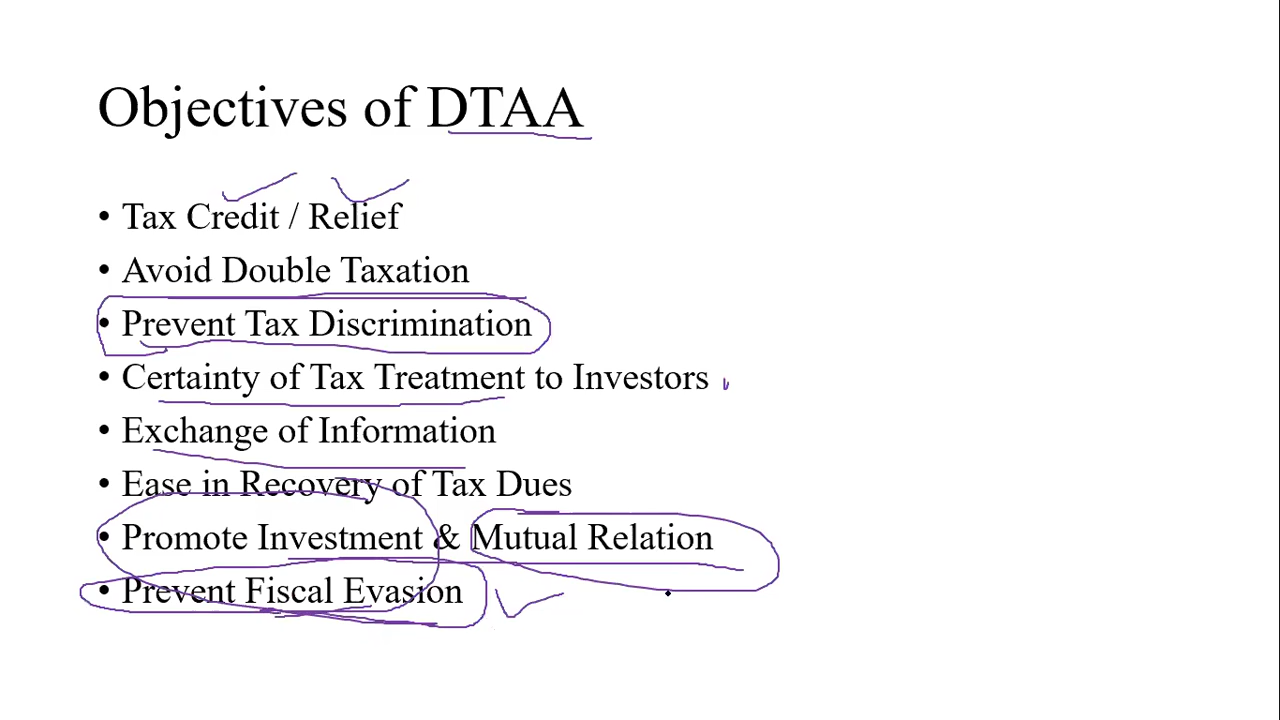 Objectives of DTAA
• Tax Credit / Relief
• Avoid Double Taxation
• Prevent Tax Discrimination
• Certainty of Tax Treatment to Investors
• Exchange of Information
• Ease in Recovery of Tax Dues
• Promote Investment & Mutual Relation
• Prevent Fiscal Evasion